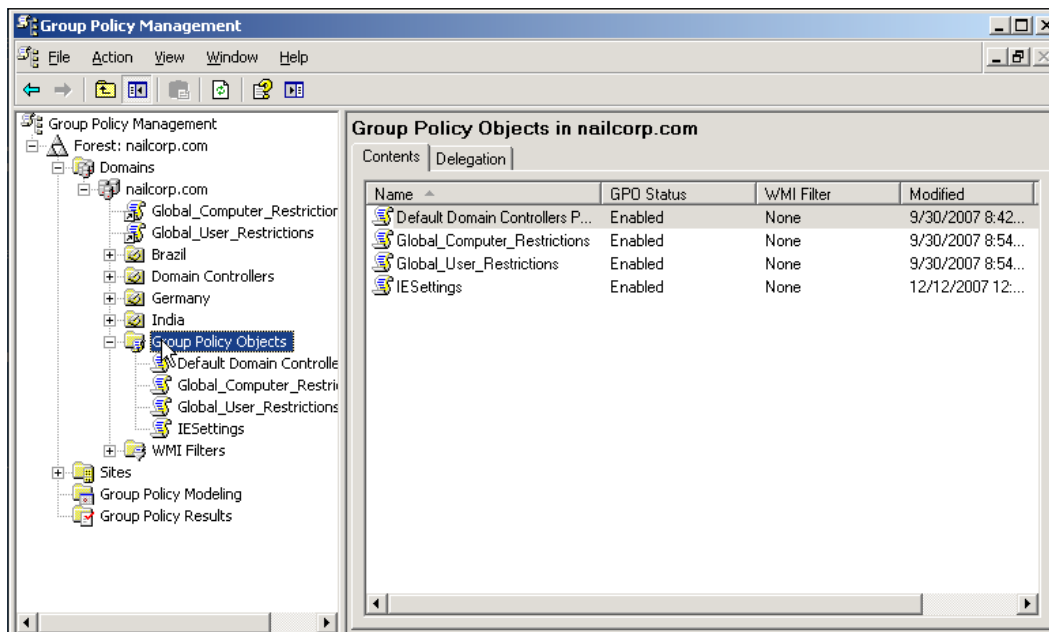 Group Policy Management
File Action View Window Help
Group Policy Management
Forest: nailcorp.com
Domains
nailcorp.com
Global_Computer_Restriction
Global_User_Restrictions
Brazil
Domain Controllers
Germany
India
Group Policy Objects
Default Domain Controlle
Global_Computer_Restri
Global_User_Restrictions
IESettings
WMI Filters
Sites
Group Policy Modeling
Group Policy Results
Group Policy Objects in nailcorp.com
Contents Delegation
Name GPO Status WMI Filter Modified
Default Domain Controllers P... Enabled None 9/30/2007 8:42...
Global_Computer_Restrictions Enabled None 9/30/2007 8:54...
Global_User_Restrictions Enabled None 9/30/2007 8:54...
IESettings Enabled None 12/12/2007 12:...